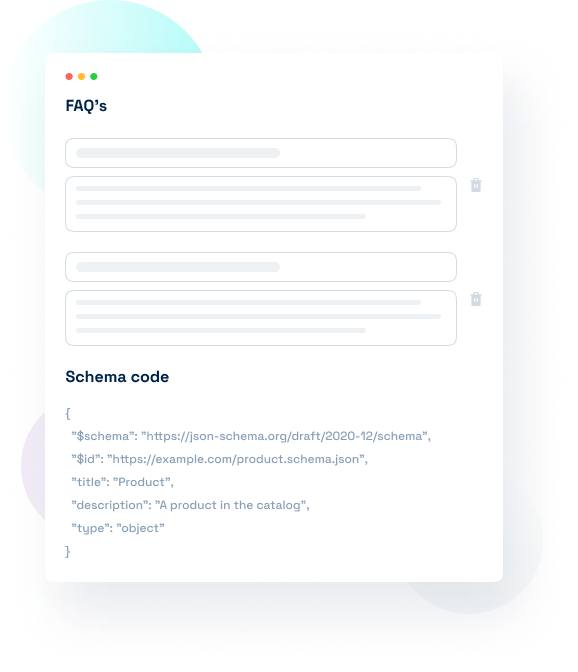 FAQ's
Schema code
{
"$schema": "https://json-schema.org/draft/2020-12/schema",
"$id": "https://example.com/product.schema.json",
"title": "Product",
"description": "A product in the catalog",
"type": "object"
}